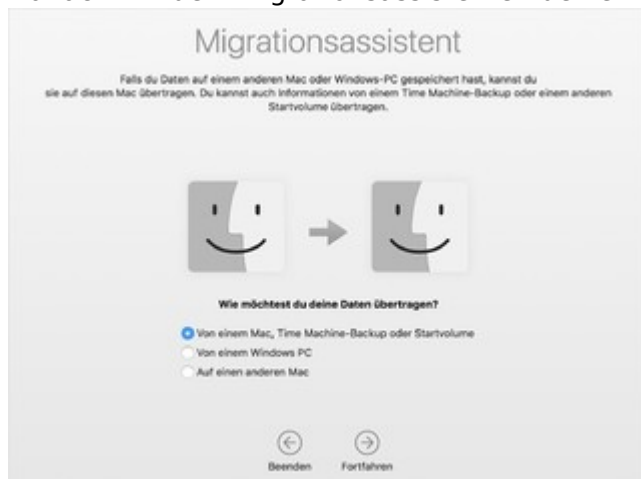 Migrationsassistent
Falls du Daten auf einem anderen Mac oder Windows-PC gespeichert hast, kannst du
sie auf diesen Mac übertragen. Du kannst auch Informationen von einem Time Machine-Backup oder einem anderen
Startvolume übertragen.
Wie möchtest du deine Daten übertragen?
Von einem Mac, Time Machine-Backup oder Startvolume
Von einem Windows PC
Auf einen anderen Mac
Beenden Fortfahren